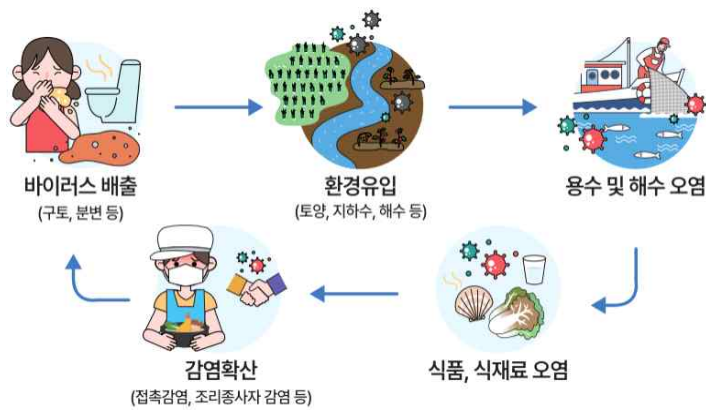 바이러스 배출
(구토, 분변 등)
환경유입
(토양, 지하수, 해수 등)
용수 및 해수 오염
감염확산
(접촉감염, 조리종사자 감염 등)
식품, 식재료 오염